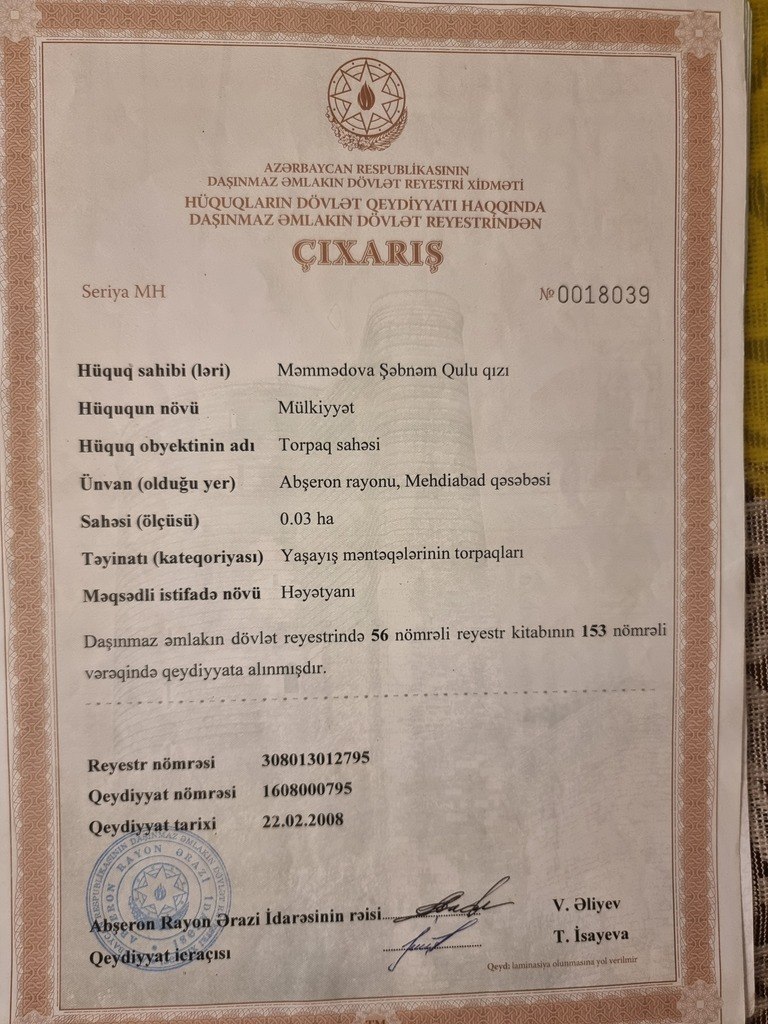 AZƏRBAYCAN RESPUBLİKASININ
DAŞINMAZ ƏMLAKIN DÖVLƏT REYESTRİ XİDMƏTİ
HÜQUQLARIN DÖVLƏT QEYDİYYATI HAQQINDA
DAŞINMAZ ƏMLAKIN DÖVLƏT REYESTRİNDƏN
ÇIXARIŞ
Seriya MH №0018039
Hüquq sahibi (ləri) Məmmədova Şəbnəm Qulu qızı
Hüququn növü Mülkiyyət
Hüquq obyektinin adı Torpaq sahəsi
Ünvan (olduğu yer) Abşeron rayonu, Mehdiabad qəsəbəsi
Sahəsi (ölçüsü) 0.03 ha
Təyinatı (kateqoriyası) Yaşayış məntəqələrinin torpaqları
Məqsədli istifadə növü Həyətyanı
Daşınmaz əmlakın dövlət reyestrində 56 nömrəli reyestr kitabının 153 nömrəli
vərəqində qeydiyyata alınmışdır.
Reyestr nömrəsi 308013012795
Qeydiyyat nömrəsi 1608000795
Qeydiyyat tarixi 22.02.2008
Abşeron Rayon Ərazi İdarəsinin rəisi V. Əliyev
Qeydiyyat icraçısı T. İsayeva
Qeyd: laminasiya olunmasına yol verilmir
ABŞERON RAYON ƏRAZİ İDARƏSİ